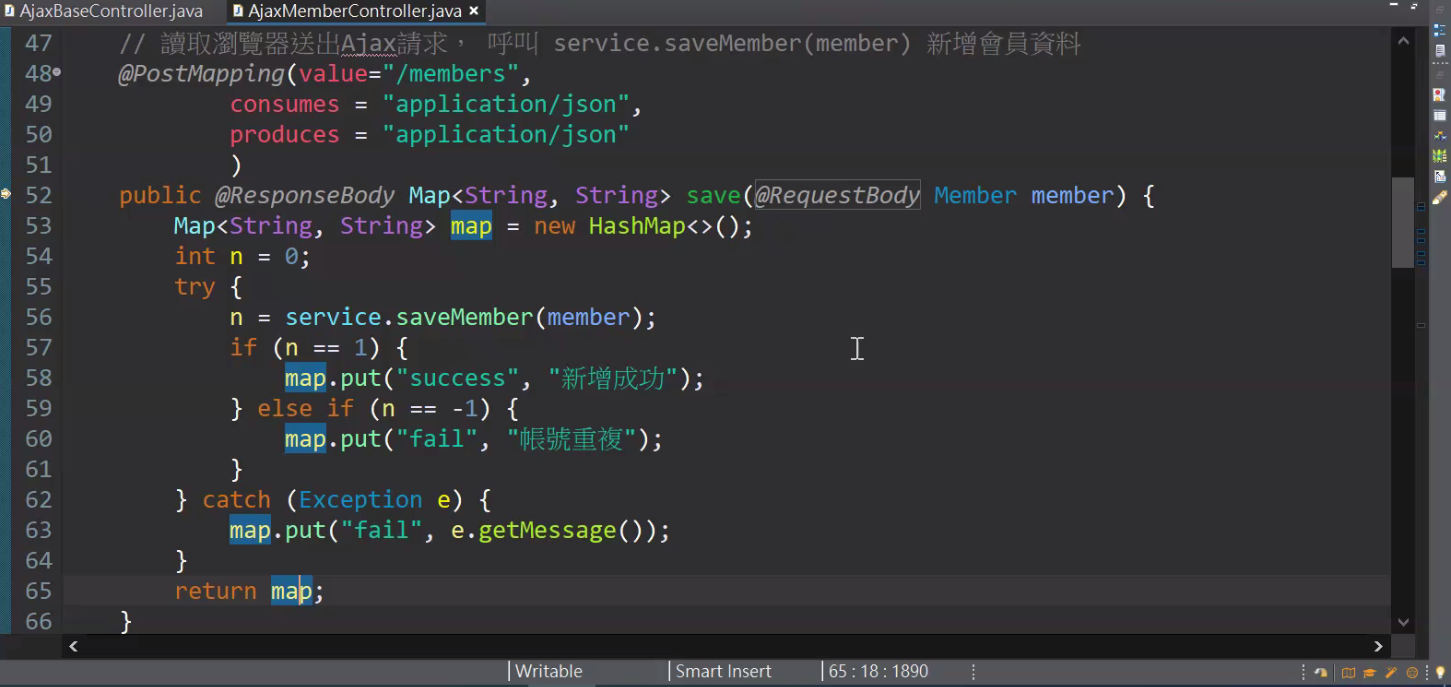 AjaxBaseController.java
AjaxMemberController.java
47 // 讀取瀏覽器送出Ajax請求， 呼叫 service.saveMember(member) 新增會員資料
48 @PostMapping(value="/members",
49 consumes = "application/json",
50 produces = "application/json"
51 )
52 public @ResponseBody Map<String, String> save(@RequestBody Member member) {
53 Map<String, String> map = new HashMap<>();
54 int n = 0;
55 try {
56 n = service.saveMember(member);
57 if (n == 1) {
58 map.put("success", "新增成功");
59 } else if (n == -1) {
60 map.put("fail", "帳號重複");
61 }
62 } catch (Exception e) {
63 map.put("fail", e.getMessage());
64 }
65 return map;
66 }
Writable
Smart Insert
65 : 18 : 1890